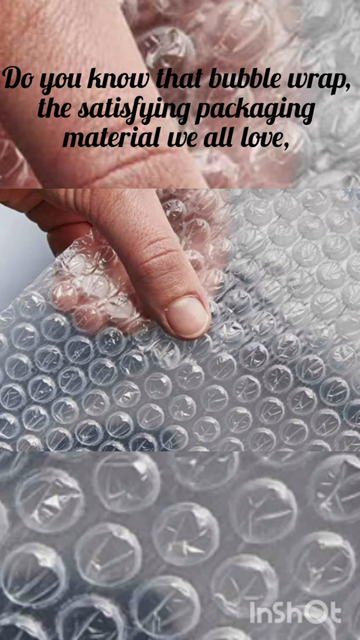 Do you know that bubble wrap,
the satisfying packaging
material we all love,
InShOt